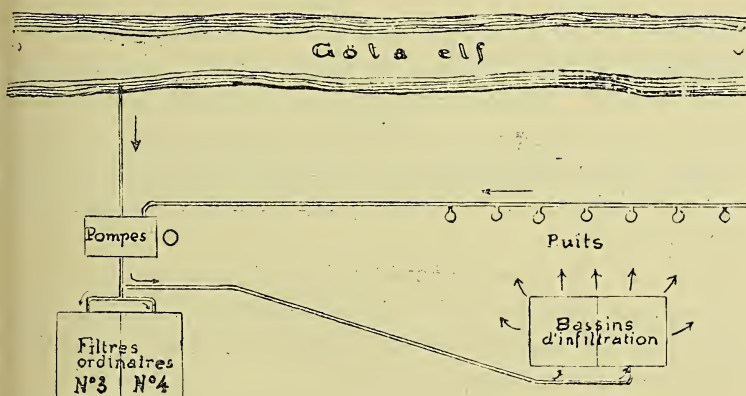 Göta elf
Pompes
Puits
Bassins
d'infiltration
Filtres
ordinaires
N°3 N°4